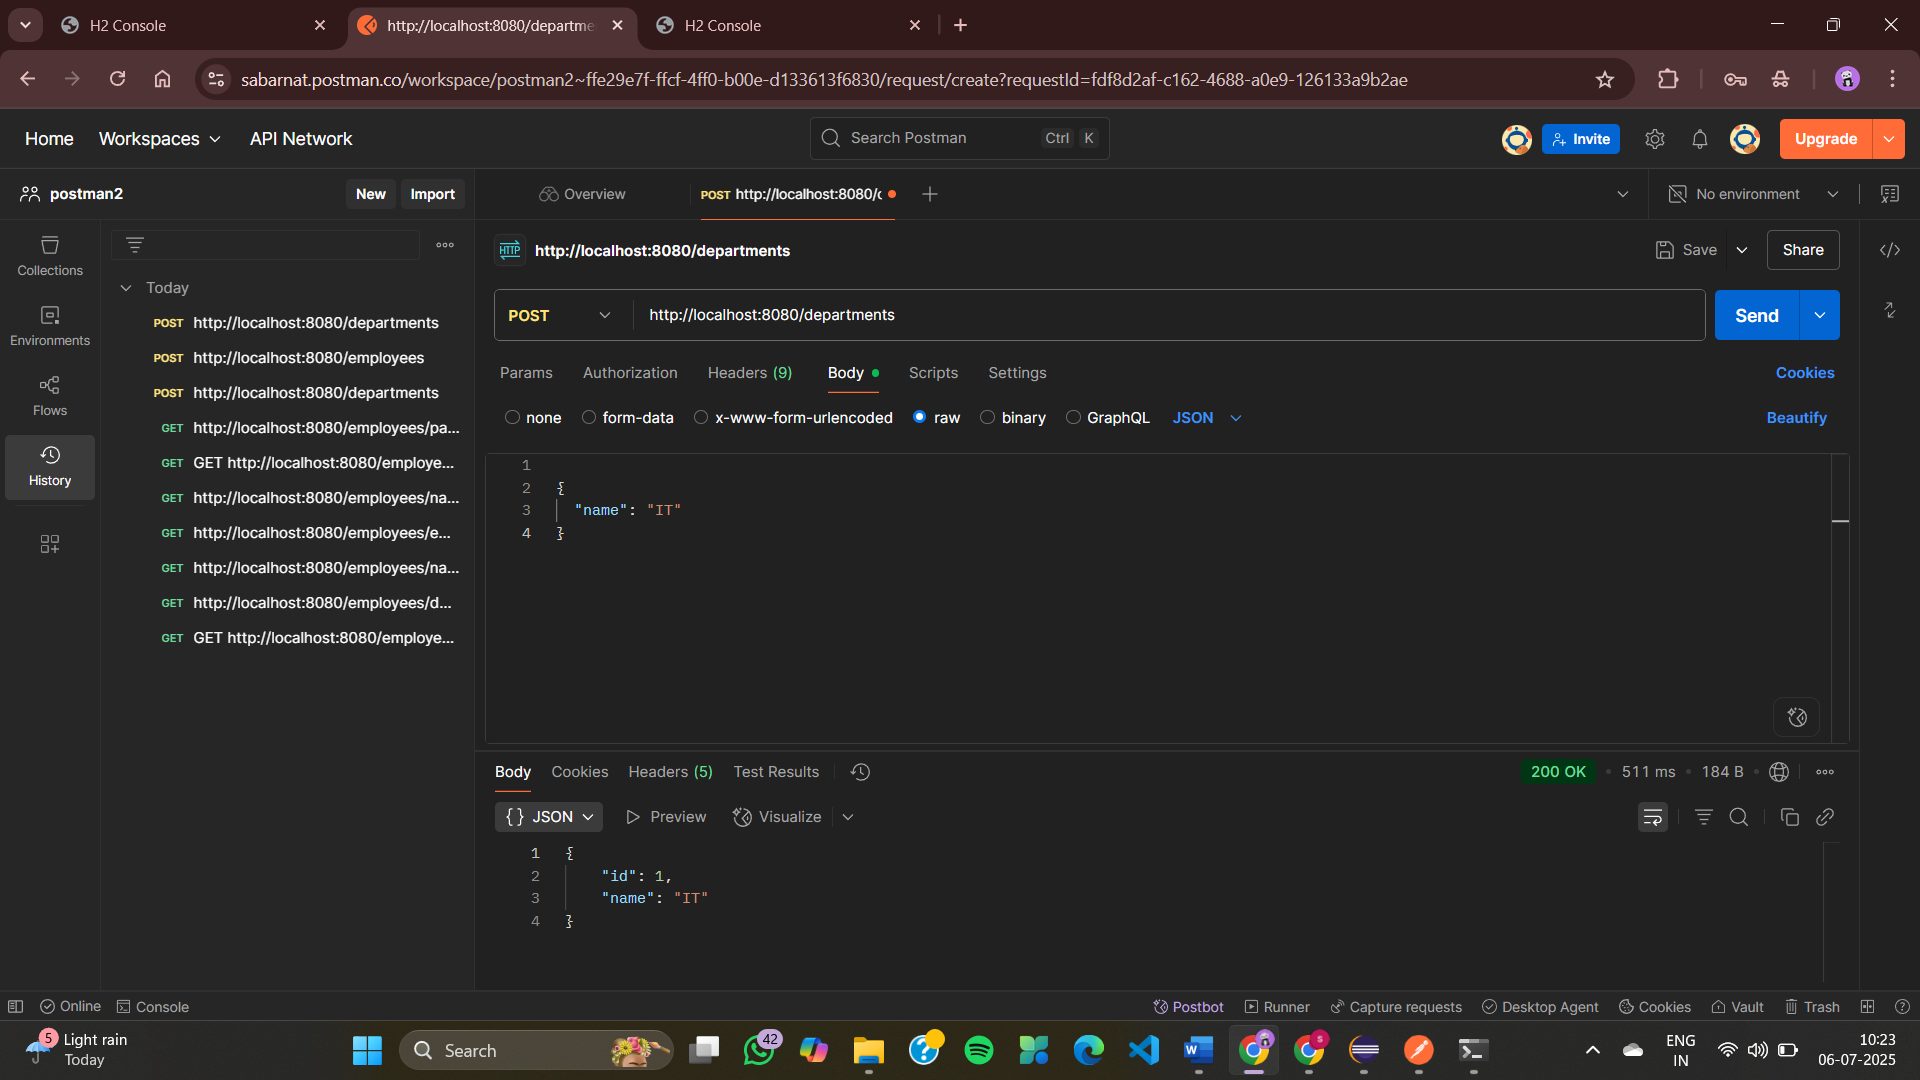 H2 Console
http://localhost:8080/departme
H2 Console
sabarnat.postman.co/workspace/postman2~ffe29e7f-ffcf-4ff0-b00e-d133613f6830/request/create?requestId=fdf8d2af-c162-4688-a0e9-126133a9b2ae
Home Workspaces API Network
Search Postman Ctrl K
Invite Upgrade
postman2 New Import
Overview POST http://localhost:8080/c
No environment
Collections
Environments
Flows
History
Today
POST http://localhost:8080/departments
POST http://localhost:8080/employees
POST http://localhost:8080/departments
GET http://localhost:8080/employees/pa...
GET GET http://localhost:8080/employe...
GET http://localhost:8080/employees/na...
GET http://localhost:8080/employees/e...
GET http://localhost:8080/employees/na...
GET http://localhost:8080/employees/d...
GET GET http://localhost:8080/employe...
HTTP http://localhost:8080/departments
Save Share
POST http://localhost:8080/departments
Send
Params Authorization Headers (9) Body Scripts Settings Cookies
none form-data x-www-form-urlencoded raw binary GraphQL JSON Beautify
1
2 {
3 "name": "IT"
4 }
Body Cookies Headers (5) Test Results 200 OK 511 ms 184 B
{} JSON Preview Visualize
1 {
2 "id": 1,
3 "name": "IT"
4 }
Online Console Postbot Runner Capture requests Desktop Agent Cookies Vault Trash
5 Light rain
Today
Search
42
S
ENG
IN
10:23
06-07-2025